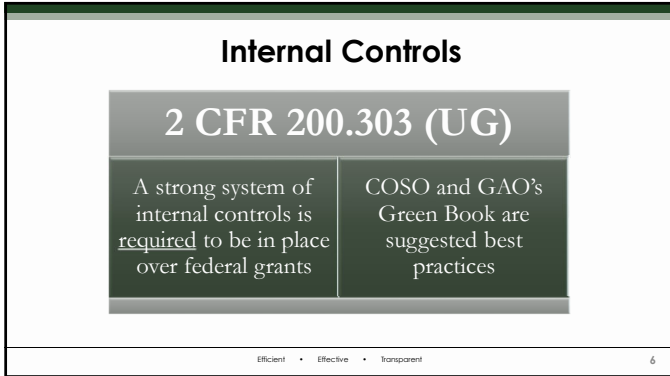 Internal Controls
2 CFR 200.303 (UG)
A strong system of
internal controls is
required to be in place
over federal grants
COSO and GAO's
Green Book are
suggested best
practices
Efficient • Effective • Transparent
6